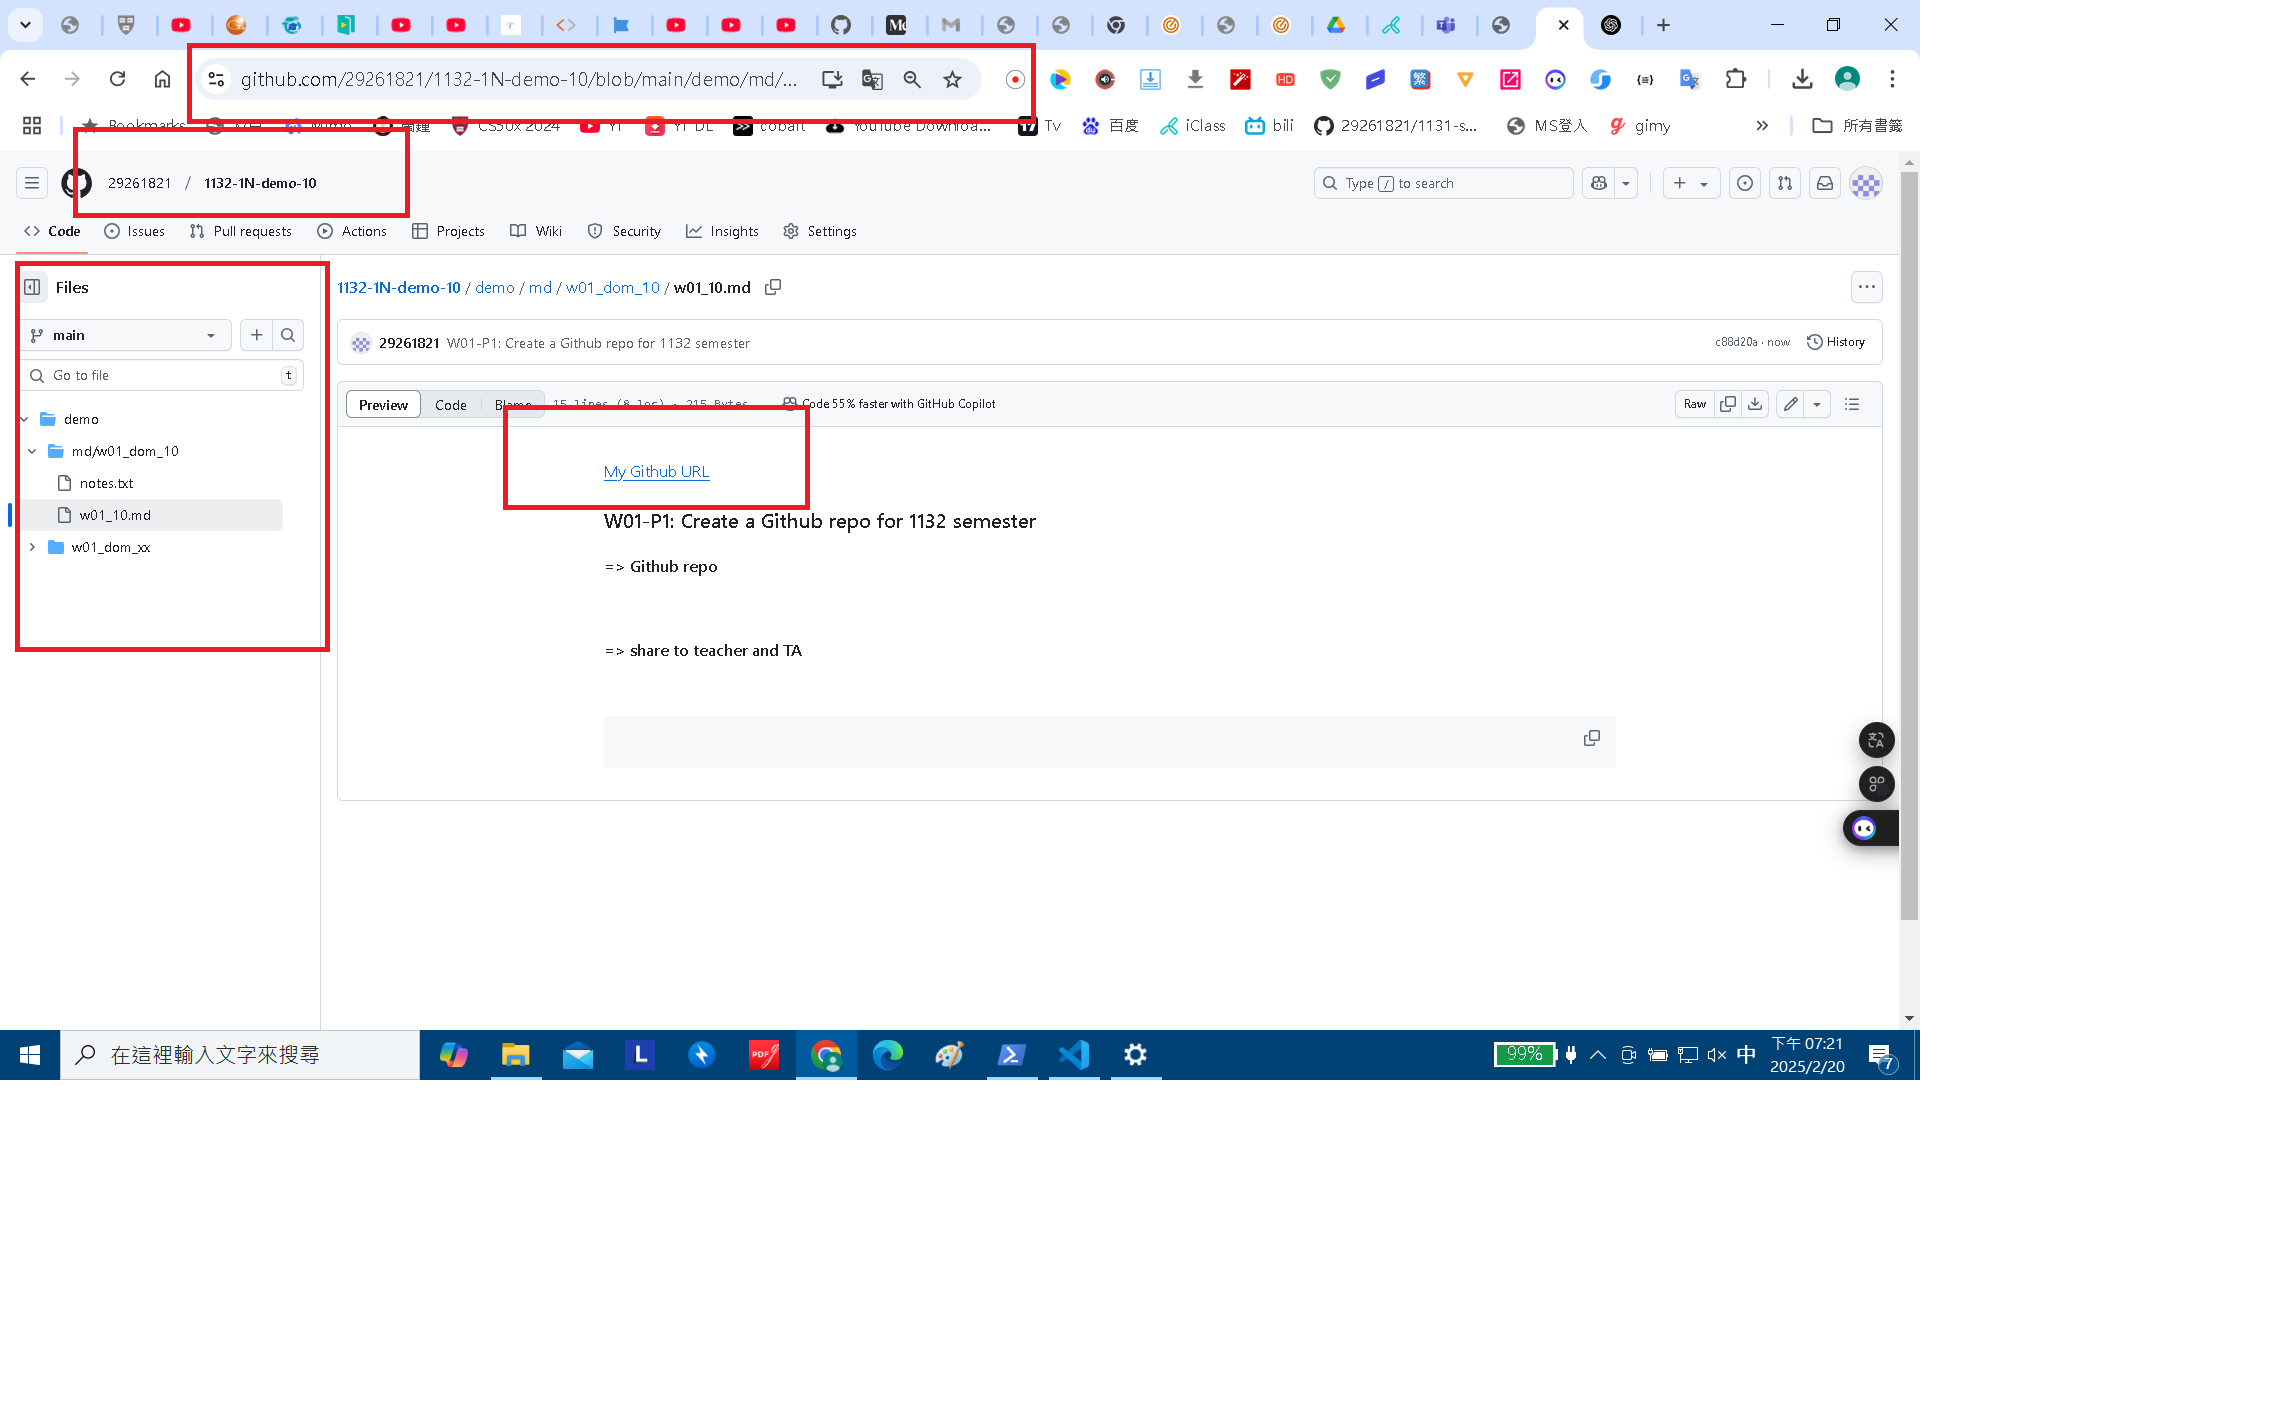 github.com/29261821/1132-1N-demo-10/blob/main/demo/md/...
Bookmarks
CS50x 2024
YT DL
cobalt
YouTube Downloa...
Tv
百度
iClass
bili
29261821/1131-s...
MS登入
gimy
所有書籤
29261821 / 1132-1N-demo-10
Type / to search
Code
Issues
Pull requests
Actions
Projects
Wiki
Security
Insights
Settings
Files
main
Go to file
t
demo
md/w01_dom_10
notes.txt
w01_10.md
w01_dom_xx
1132-1N-demo-10 / demo / md / w01_dom_10 / w01_10.md
29261821 W01-P1: Create a Github repo for 1132 semester
c88d20a · now
History
Preview
Code
Blame
15 lines (8 loc) · 215 Bytes
Code 55% faster with GitHub Copilot
Raw
My Github URL
W01-P1: Create a Github repo for 1132 semester
=> Github repo
=> share to teacher and TA
在這裡輸入文字來搜尋
99%
中
下午 07:21
2025/2/20
7